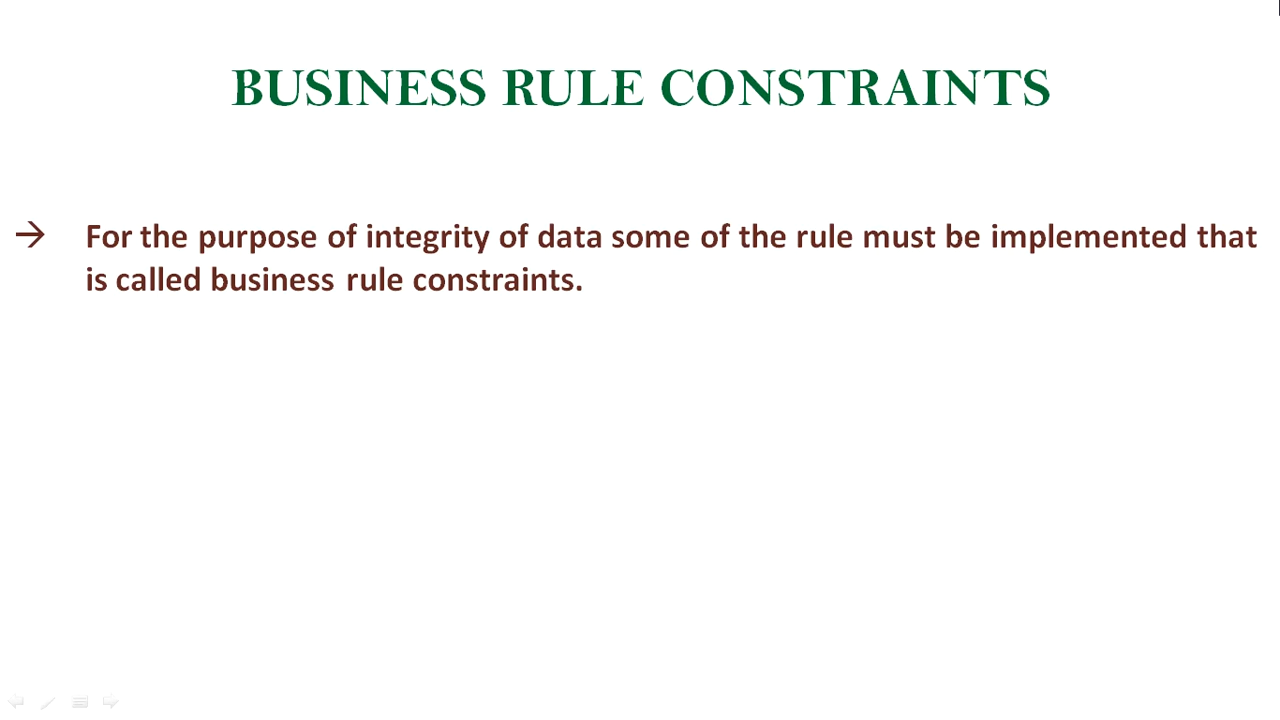 BUSINESS RULE CONSTRAINTS
→ For the purpose of integrity of data some of the rule must be implemented that
is called business rule constraints.